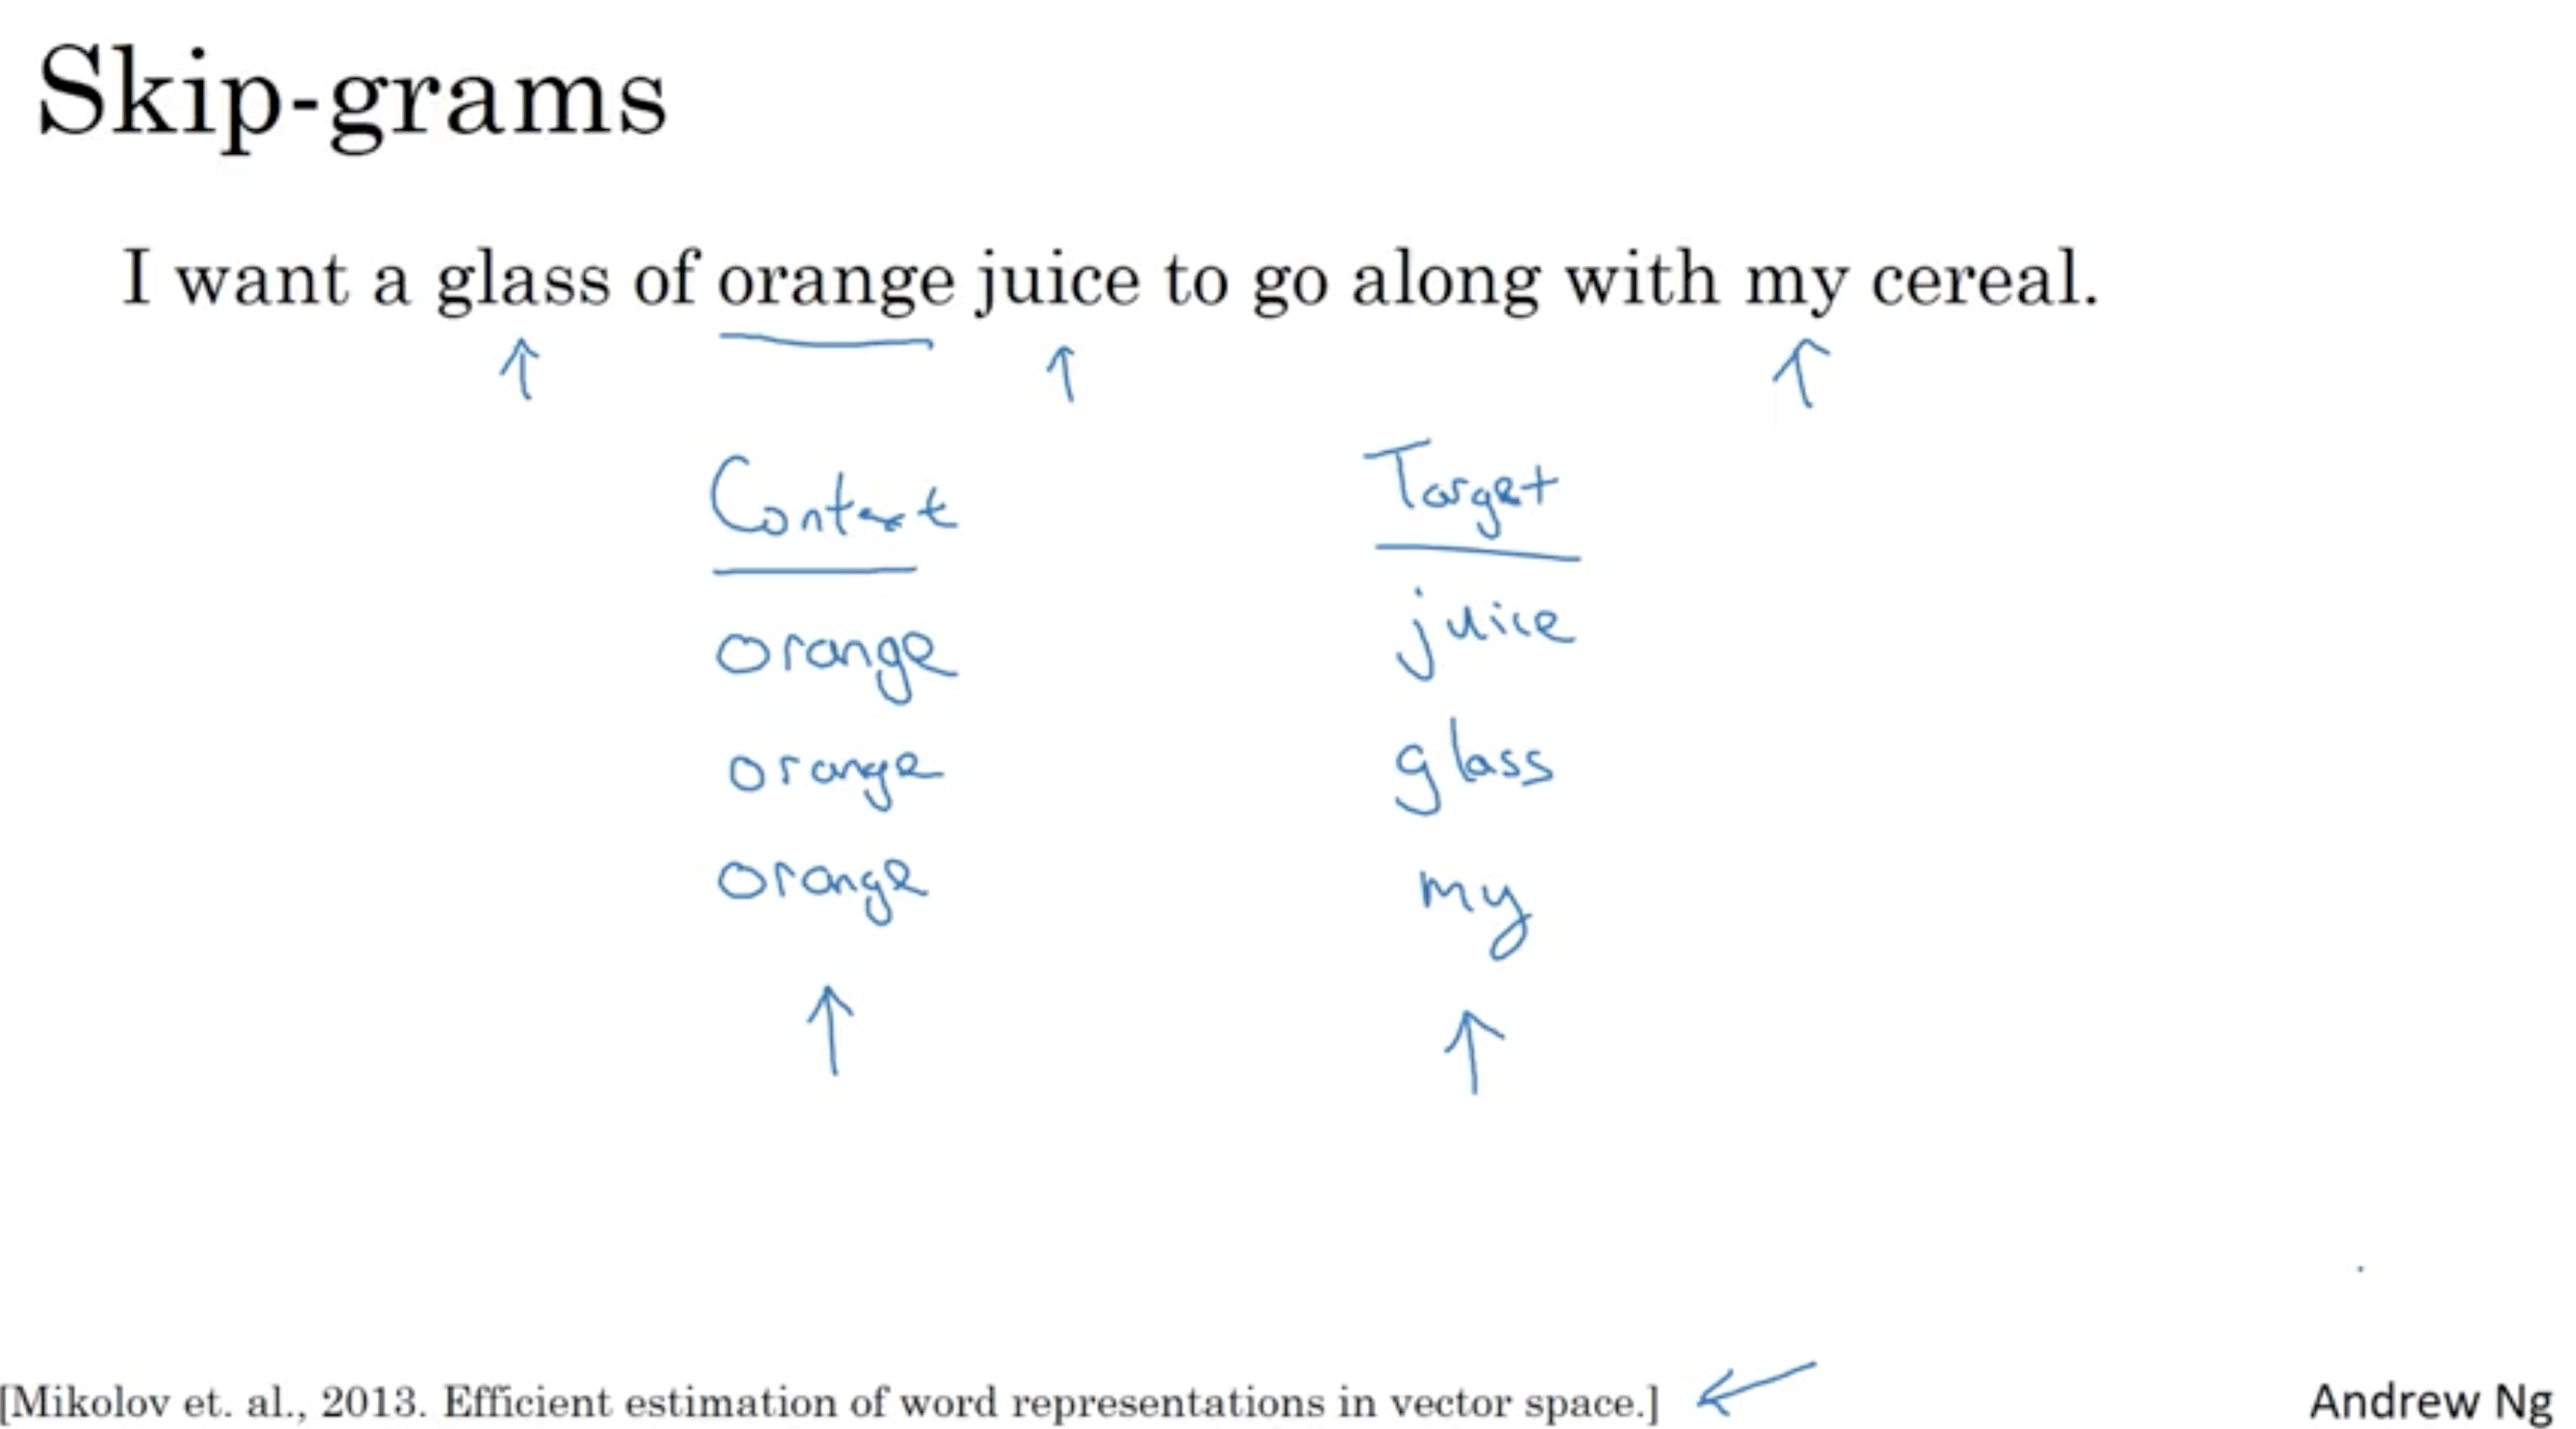 Skip-grams
I want a glass of orange juice to go along with my cereal.
Context Target
orange juice
orange glass
orange my
[Mikolov et. al., 2013. Efficient estimation of word representations in vector space.]
Andrew Ng